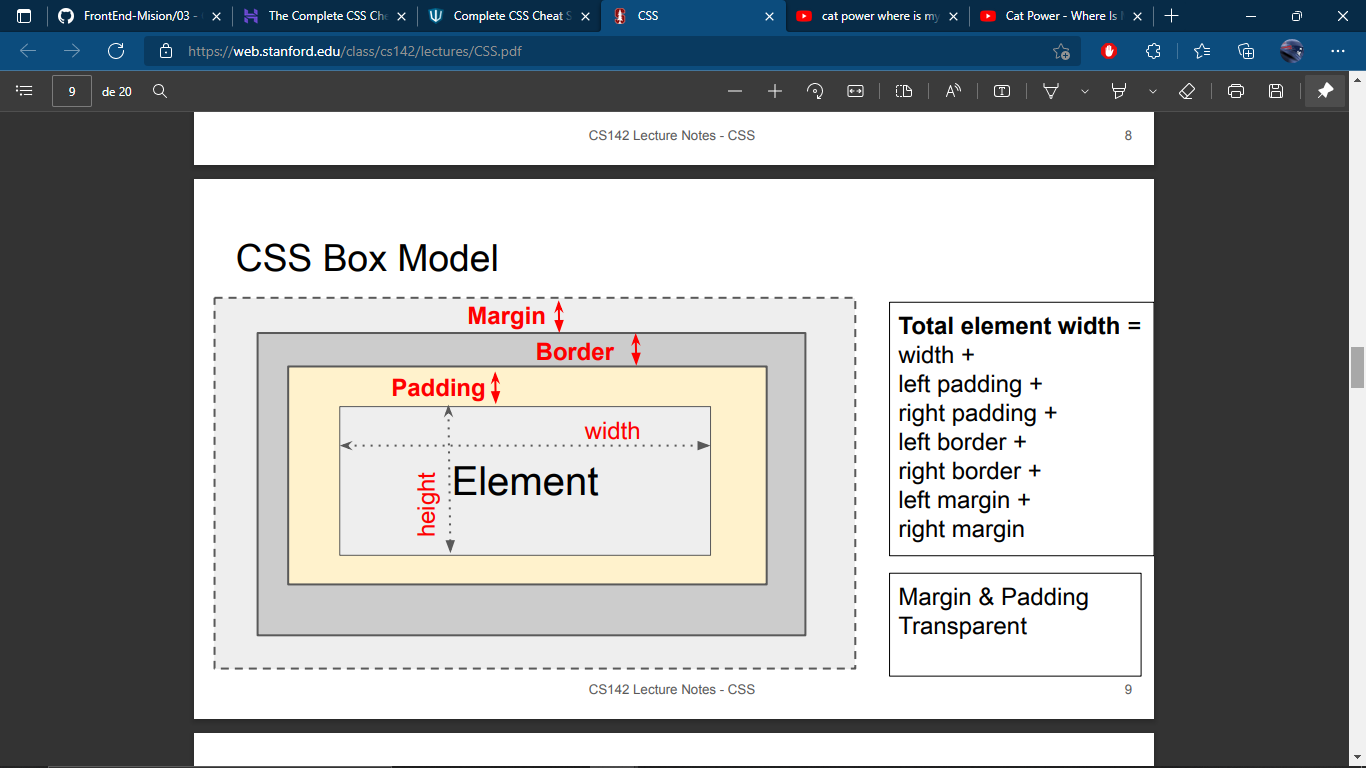 FrontEnd-Mision/03 -
The Complete CSS Che
Complete CSS Cheat S
CSS
cat power where is my
Cat Power - Where Is
https://web.stanford.edu/class/cs142/lectures/CSS.pdf
9 de 20
CS142 Lecture Notes - CSS 8
CSS Box Model
Margin
Border
Padding
width
height
Element
Total element width =
width +
left padding +
right padding +
left border +
right border +
left margin +
right margin
Margin & Padding
Transparent
CS142 Lecture Notes - CSS 9